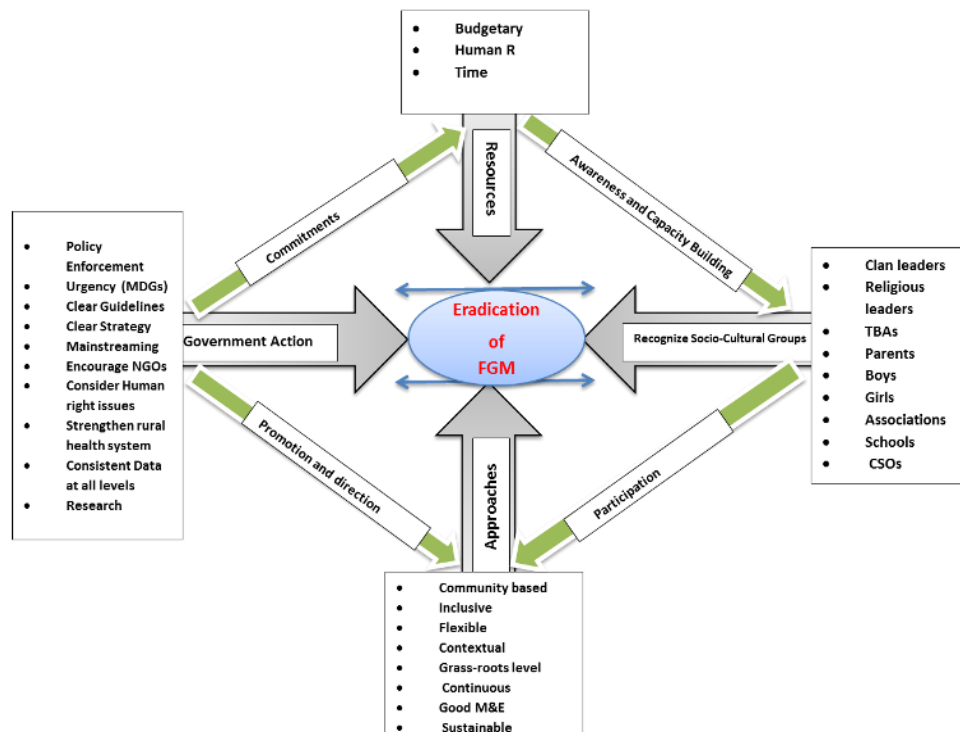 • Budgetary
• Human R
• Time
Resources
Commitments
Awareness and Capacity Building
• Policy
Enforcement
• Urgency (MDGs)
• Clear Guidelines
• Clear Strategy
• Mainstreaming
• Encourage NGOs
• Consider Human
right issues
• Strengthen rural
health system
• Consistent Data
at all levels
• Research
Government Action
Eradication
of
FGM
Recognize Socio-Cultural Groups
• Clan leaders
• Religious
leaders
• TBAs
• Parents
• Boys
• Girls
• Associations
• Schools
• CSOs
Promotion and direction
Approaches
Participation
• Community based
• Inclusive
• Flexible
• Contextual
• Grass-roots level
• Continuous
• Good M&E
• Sustainable